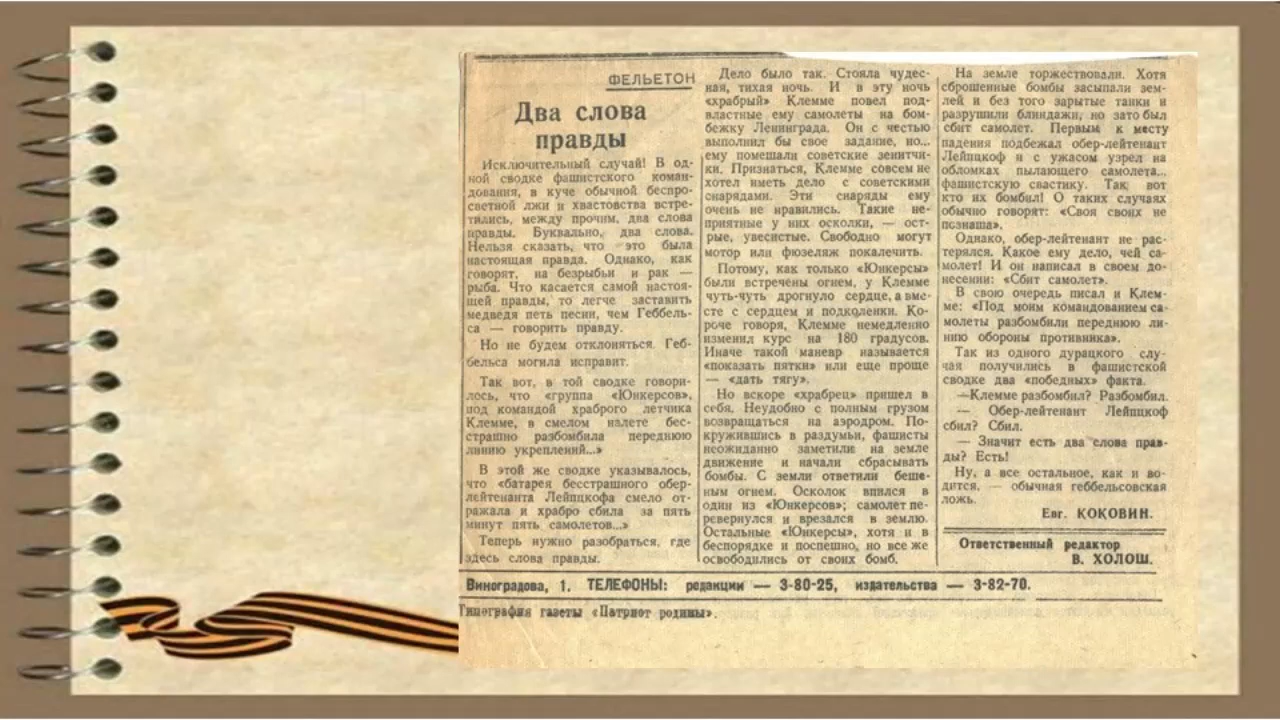 ФЕЛЬЕТОН
Два слова
правды
Исключительный случай! В од-
ной сводке фашистского коман-
дования, в куче обычной беспро-
светной лжи и хвастовства встре-
тились, между прочим, два слова
правды. Буквально, два слова.
Нельзя сказать, что это была
настоящая правда. Однако, как
говорят, на безрыбьи и рак —
рыба. Что касается самой настоя-
щей правды, то легче заставить
медведя петь песни, чем Геббель-
са — говорить правду.
Но не будем отклоняться. Геб-
бельса могила исправит.
Так вот, в той сводке говори-
лось, что «группа «Юнкерсов»,
под командой храброго летчика
Клемме, в смелом налете бес-
страшно разбомбила переднюю
линию укреплений...»
В этой же сводке указывалось,
что «батарея бесстрашного обер-
лейтенанта Лейпцкофа смело от-
ражала и храбро сбила за пять
минут пять самолетов...»
Теперь нужно разобраться, где
здесь слова правды.
Дело было так. Стояла чудес-
ная, тихая ночь. И в эту ночь
«храбрый» Клемме повел под-
властные ему самолеты на бом-
бежку Ленинграда. Он с честью
выполнил бы свое задание, но...
ему помешали советские зенитчи-
ки. Признаться, Клемме совсем не
хотел иметь дело с советскими
снарядами. Эти снаряды ему
очень не нравились. Такие не-
приятные у них осколки, — ост-
рые, увесистые. Свободно могут
мотор или фюзеляж покалечить.
Потому, как только «Юнкерсы»
были встречены огнем, у Клемме
чуть-чуть дрогнуло сердце, а вме-
сте с сердцем и подколенки. Ко-
роче говоря, Клемме немедленно
изменил курс на 180 градусов.
Иначе такой маневр называется
«показать пятки» или еще проще
— «дать тягу».
Но вскоре «храбрец» пришел в
себя. Неудобно с полным грузом
возвращаться на аэродром. По-
кружившись в раздумьи, фашисты
неожиданно заметили на земле
движение и начали сбрасывать
бомбы. С земли ответили беше-
ным огнем. Осколок впился в
один из «Юнкерсов»; самолет пе-
ревернулся и врезался в землю.
Остальные «Юнкерсы», хотя и в
беспорядке и поспешно, но все же
освободились от своих бомб.
На земле торжествовали. Хотя
сброшенные бомбы засыпали зем-
лей и без того зарытые танки и
разрушили блиндажи, но зато был
сбит самолет. Первым к месту
падения подбежал обер-лейтенант
Лейпцкоф и с ужасом узрел на
обломках пылающего самолета...
фашистскую свастику. Так вот
кто их бомбил! О таких случаях
обычно говорят: «Своя своих не
познаша».
Однако, обер-лейтенант не рас-
терялся. Какое ему дело, чей са-
молет! И он написал в своем до-
несении: «Сбит самолет».
В свою очередь писал и Клем-
ме: «Под моим командованием са-
молеты разбомбили переднюю ли-
нию обороны противника».
Так из одного дурацкого слу-
чая получились в фашистской
сводке два «победных» факта.
—Клемме разбомбил? Разбомбил.
— Обер-лейтенант Лейпцкоф
сбил? Сбил.
— Значит есть два слова прав-
ды? Есть!
Ну, а все остальное, как и во-
дится, — обычная геббельсовская
ложь.
Евг. КОКОВИН.
Ответственный редактор
В. ХОЛОШ.
Виноградова, 1. ТЕЛЕФОНЫ: редакции — 3-80-25, издательства — 3-82-70.
Типография газеты «Патриот родины».